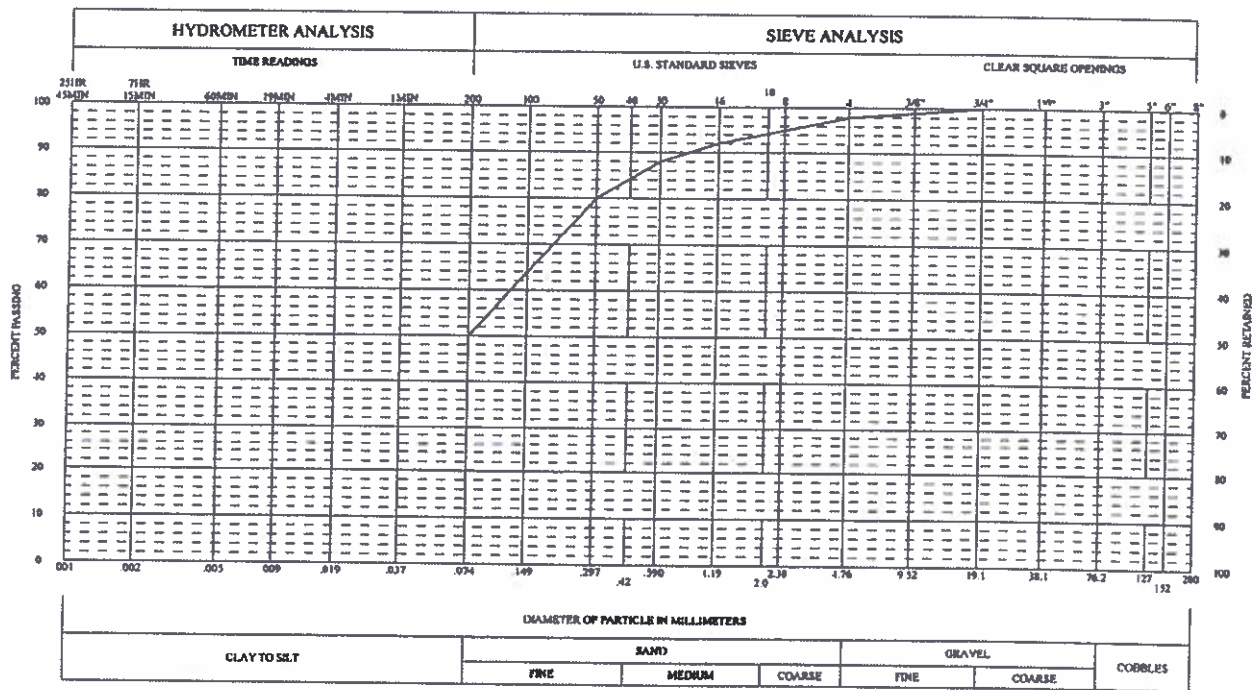 HYDROMETER ANALYSIS SIEVE ANALYSIS
TIME READINGS U.S. STANDARD SIEVES CLEAR SQUARE OPENINGS
25HR 7HR
45MIN 15MIN 60MIN 29MIN 4MIN 1MIN 200 100 50 40 30 16 10 8 4 3/8" 3/4" 3" 5" 6" 8"
100 0
90 10
80 20
70 30
60 40
50 50
40 60
30 70
20 80
10 90
0 100
PERCENT PASSING
PERCENT RETAINED
.001 .002 .005 .009 .019 .037 .074 .149 .297 .42 .590 1.19 2.0 2.38 4.76 9.52 19.1 38.1 76.2 127 152 200
DIAMETER OF PARTICLE IN MILLIMETERS
CLAY TO SILT SAND GRAVEL COBBLES
FINE MEDIUM COARSE FINE COARSE